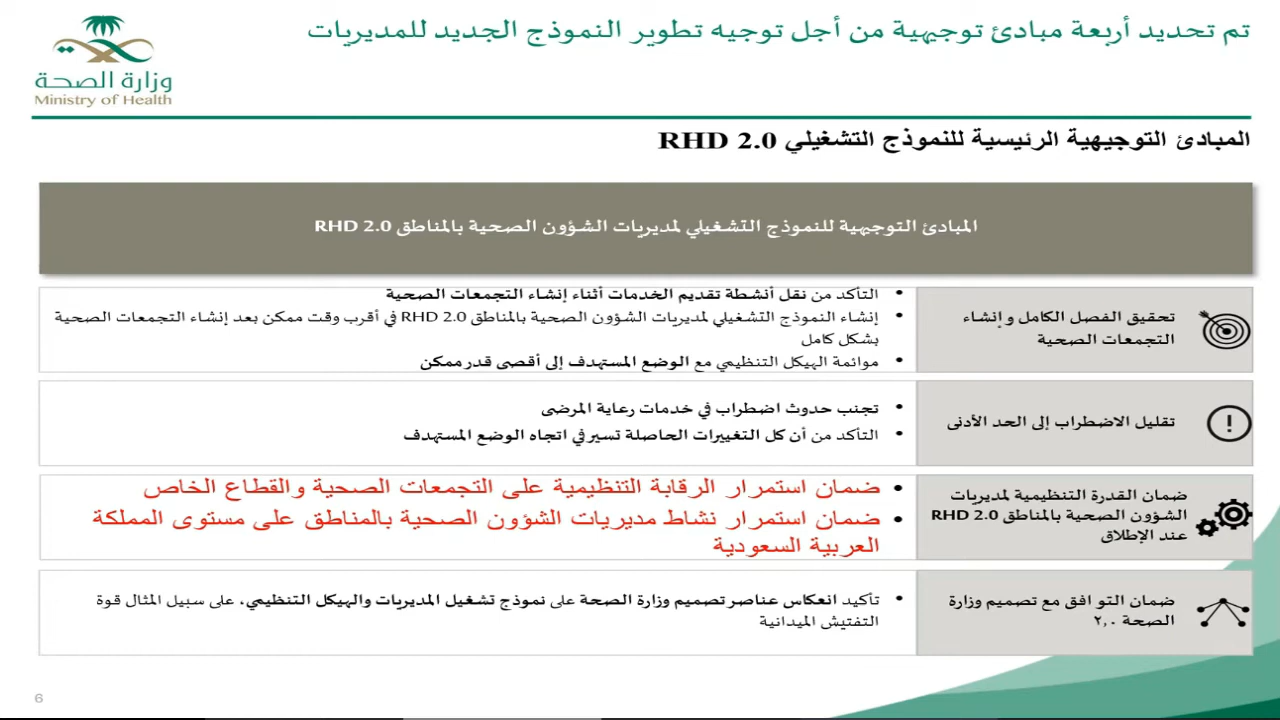 تم تحديد أربعة مبادئ توجيهية من أجل توجيه تطوير النموذج الجديد للمديريات
وزارة الصحة
Ministry of Health
المبادئ التوجيهية الرئيسية للنموذج التشغيلي RHD 2.0
المبادئ التوجيهية للنموذج التشغيلي لمديريات الشؤون الصحية بالمناطق RHD 2.0
تحقيق الفصل الكامل وإنشاء
التجمعات الصحية
• التأكد من نقل أنشطة تقديم الخدمات أثناء إنشاء التجمعات الصحية
• إنشاء النموذج التشغيلي لمديريات الشؤون الصحية بالمناطق RHD 2.0 في أقرب وقت ممكن بعد إنشاء التجمعات الصحية
بشكل كامل
• موائمة الهيكل التنظيمي مع الوضع المستهدف إلى أقصى قدر ممكن
تقليل الاضطراب إلى الحد الأدنى
• تجنب حدوث اضطراب في خدمات رعاية المرضى
• التأكد من أن كل التغييرات الحاصلة تسير في اتجاه الوضع المستهدف
ضمان القدرة التنظيمية لمديريات
الشؤون الصحية بالمناطق RHD 2.0
عند الإطلاق
• ضمان استمرار الرقابة التنظيمية على التجمعات الصحية والقطاع الخاص
• ضمان استمرار نشاط مديريات الشؤون الصحية بالمناطق على مستوى المملكة
العربية السعودية
ضمان التوافق مع تصميم وزارة
الصحة ٢,٠
• تأكيد انعكاس عناصر تصميم وزارة الصحة على نموذج تشغيل المديريات والهيكل التنظيمي، على سبيل المثال قوة
التفتيش الميدانية
6